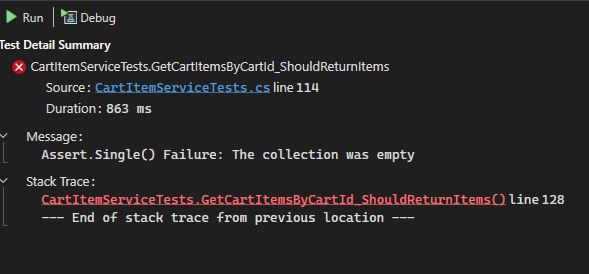 Run Debug
Test Detail Summary
CartItemServiceTests.GetCartItemsByCartId_ShouldReturnItems
Source: CartItemServiceTests.cs line 114
Duration: 863 ms
Message:
Assert.Single() Failure: The collection was empty
Stack Trace:
CartItemServiceTests.GetCartItemsByCartId_ShouldReturnItems() line 128
--- End of stack trace from previous location ---